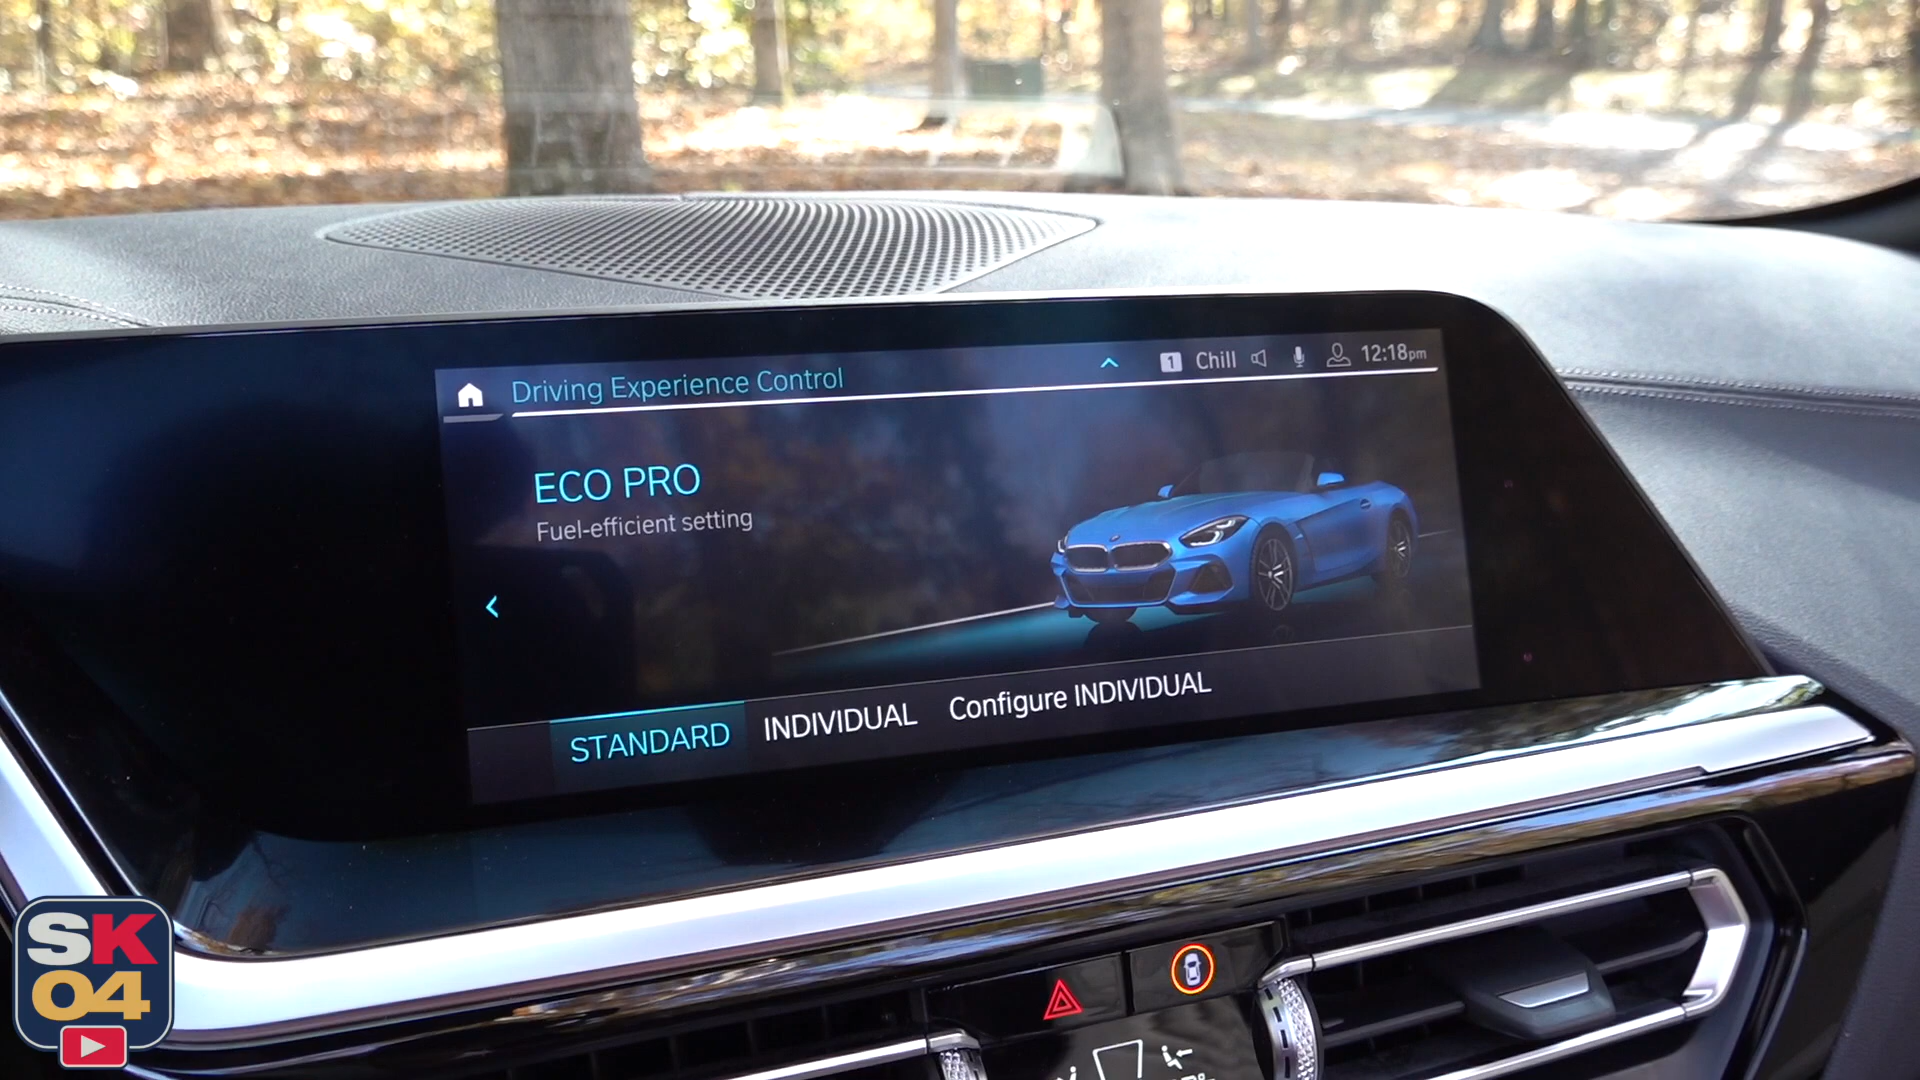 Driving Experience Control
1 Chill 12:18pm
ECO PRO
Fuel-efficient setting
STANDARD INDIVIDUAL Configure INDIVIDUAL
SK
04